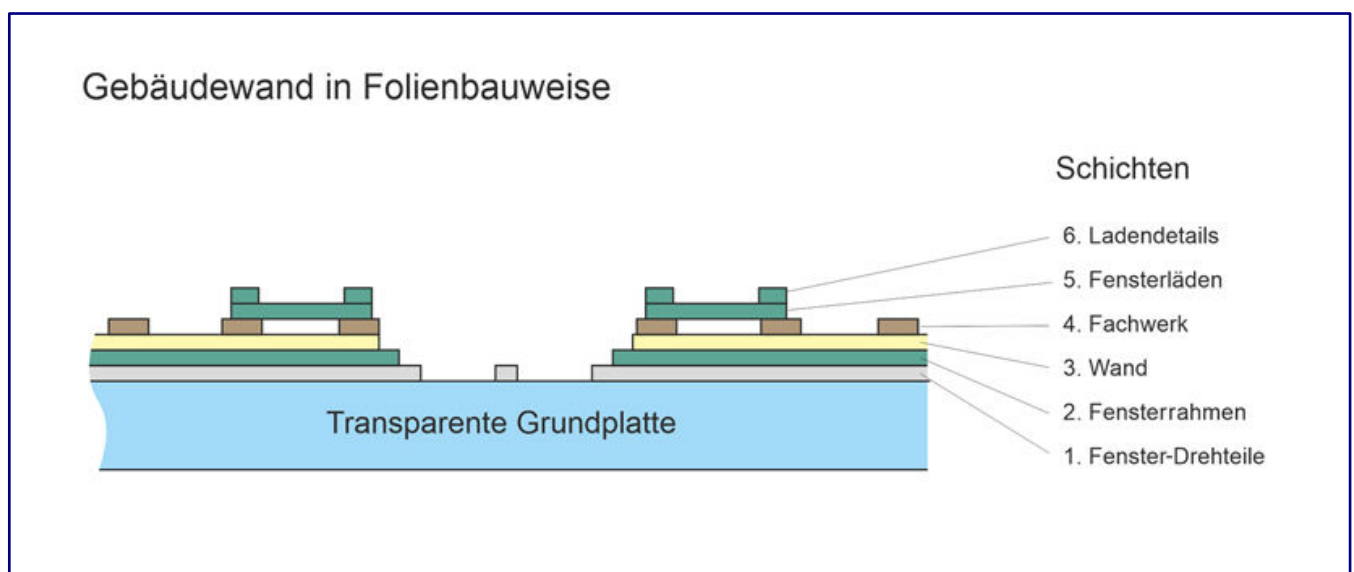 Gebäudewand in Folienbauweise
Schichten
6. Ladendetails
5. Fensterläden
4. Fachwerk
3. Wand
2. Fensterrahmen
1. Fenster-Drehteile
Transparente Grundplatte